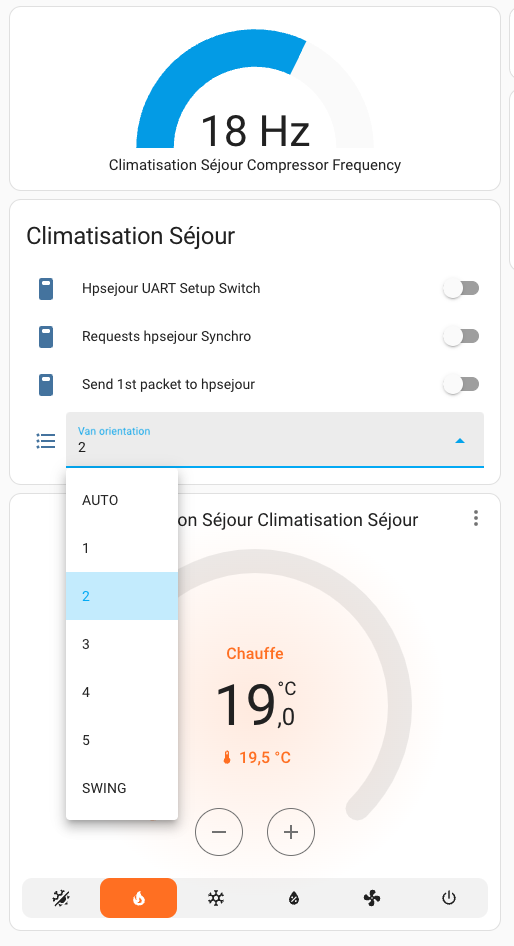 18 Hz
Climatisation Séjour Compressor Frequency
Climatisation Séjour
Hpsejour UART Setup Switch
Requests hpsejour Synchro
Send 1st packet to hpsejour
Van orientation
2
AUTO
on Séjour Climatisation Séjour
1
2
3
Chauffe
4
19,0 °C
5
19,5 °C
SWING